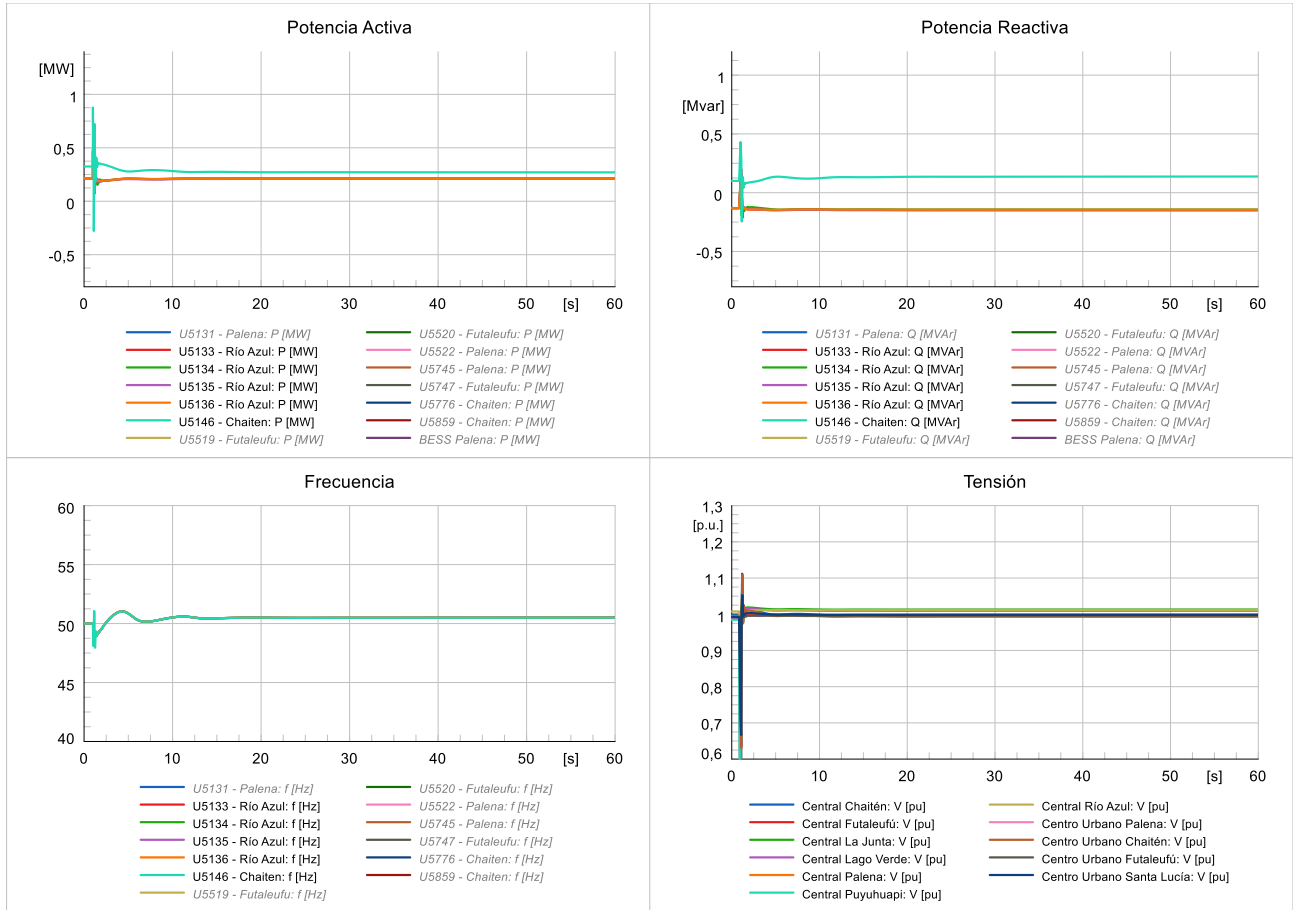 Potencia Activa
[MW]
1
0,5
0
-0,5
0 10 20 30 40 50 [s] 60
U5131 - Palena: P [MW]
U5133 - Río Azul: P [MW]
U5134 - Río Azul: P [MW]
U5135 - Río Azul: P [MW]
U5136 - Río Azul: P [MW]
U5146 - Chaiten: P [MW]
U5519 - Futaleufu: P [MW]
U5520 - Futaleufu: P [MW]
U5522 - Palena: P [MW]
U5745 - Palena: P [MW]
U5747 - Futaleufu: P [MW]
U5776 - Chaiten: P [MW]
U5859 - Chaiten: P [MW]
BESS Palena: P [MW]
Potencia Reactiva
1
[Mvar]
0,5
0
-0,5
0 10 20 30 40 50 [s] 60
U5131 - Palena: Q [MVAr]
U5133 - Río Azul: Q [MVAr]
U5134 - Río Azul: Q [MVAr]
U5135 - Río Azul: Q [MVAr]
U5136 - Río Azul: Q [MVAr]
U5146 - Chaiten: Q [MVAr]
U5519 - Futaleufu: Q [MVAr]
U5520 - Futaleufu: Q [MVAr]
U5522 - Palena: Q [MVAr]
U5745 - Palena: Q [MVAr]
U5747 - Futaleufu: Q [MVAr]
U5776 - Chaiten: Q [MVAr]
U5859 - Chaiten: Q [MVAr]
BESS Palena: Q [MVAr]
Frecuencia
60
55
50
45
40
0 10 20 30 40 50 [s] 60
U5131 - Palena: f [Hz]
U5133 - Río Azul: f [Hz]
U5134 - Río Azul: f [Hz]
U5135 - Río Azul: f [Hz]
U5136 - Río Azul: f [Hz]
U5146 - Chaiten: f [Hz]
U5519 - Futaleufu: f [Hz]
U5520 - Futaleufu: f [Hz]
U5522 - Palena: f [Hz]
U5745 - Palena: f [Hz]
U5747 - Futaleufu: f [Hz]
U5776 - Chaiten: f [Hz]
U5859 - Chaiten: f [Hz]
Tensión
1,3
[p.u.]
1,2
1,1
1
0,9
0,8
0,7
0,6
0 10 20 30 40 50 [s] 60
Central Chaitén: V [pu]
Central Futaleufú: V [pu]
Central La Junta: V [pu]
Central Lago Verde: V [pu]
Central Palena: V [pu]
Central Puyuhuapi: V [pu]
Central Río Azul: V [pu]
Centro Urbano Palena: V [pu]
Centro Urbano Chaitén: V [pu]
Centro Urbano Futaleufú: V [pu]
Centro Urbano Santa Lucía: V [pu]